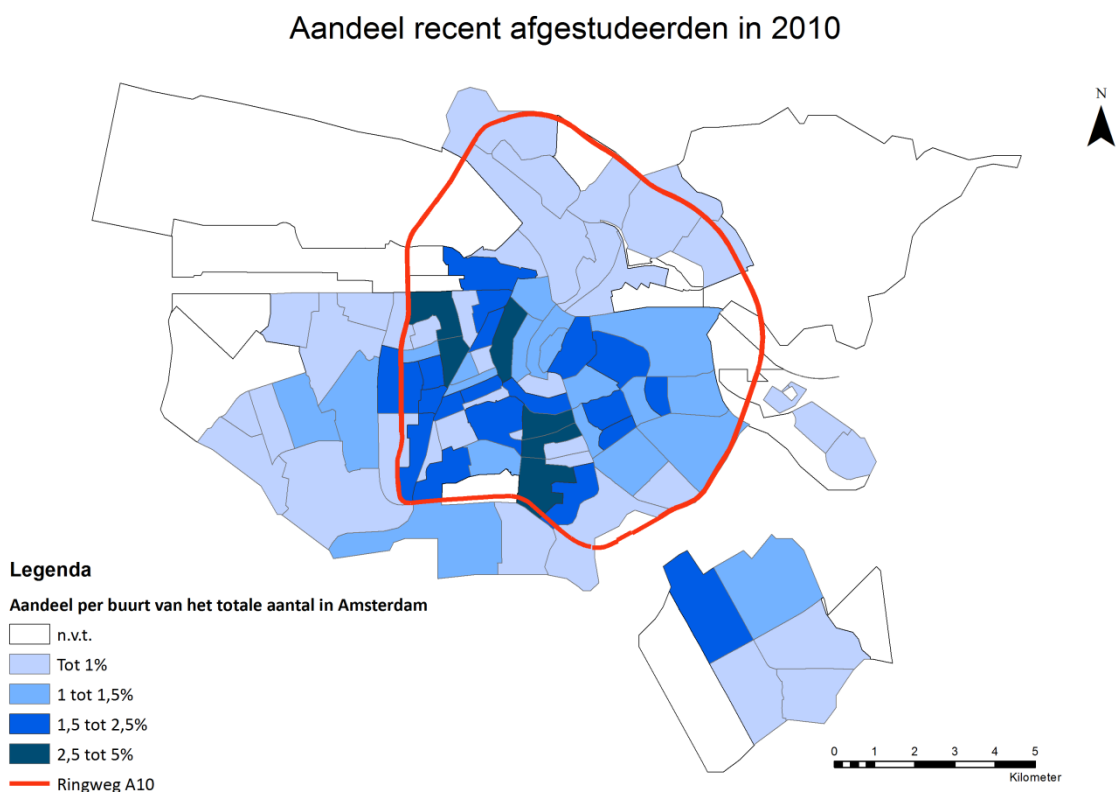 Aandeel recent afgestudeerden in 2010
N
Legenda
Aandeel per buurt van het totale aantal in Amsterdam
n.v.t.
Tot 1%
1 tot 1,5%
1,5 tot 2,5%
2,5 tot 5%
Ringweg A10
0 1 2 3 4 5
Kilometer